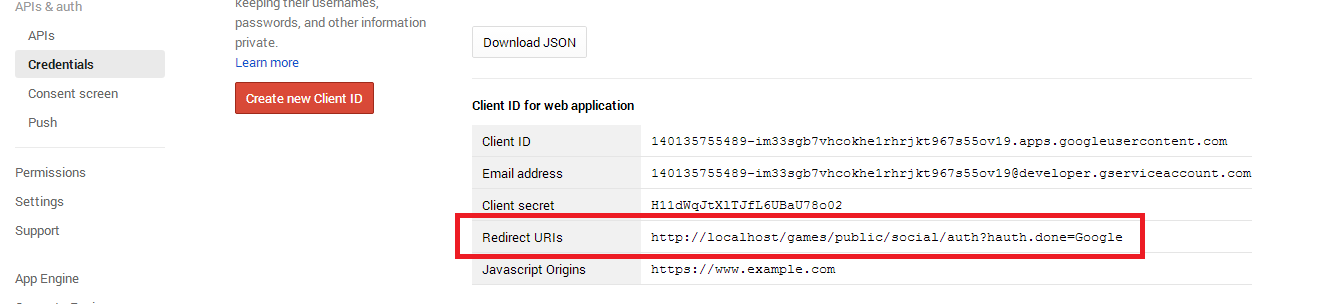 APIs & auth
APIs
Credentials
Consent screen
Push
Permissions
Settings
Support
App Engine
keeping their usernames,
passwords, and other information
private.
Learn more
Create new Client ID
Download JSON
Client ID for web application
Client ID 140135755489-im33sgb7vhcokhe1rhrjkt967s55ov19.apps.googleusercontent.com
Email address 140135755489-im33sgb7vhcokhe1rhrjkt967s55ov19@developer.gserviceaccount.com
Client secret H11dWqJtXlTJfL6UBaU78o02
Redirect URIs http://localhost/games/public/social/auth?hauth.done=Google
Javascript Origins https://www.example.com